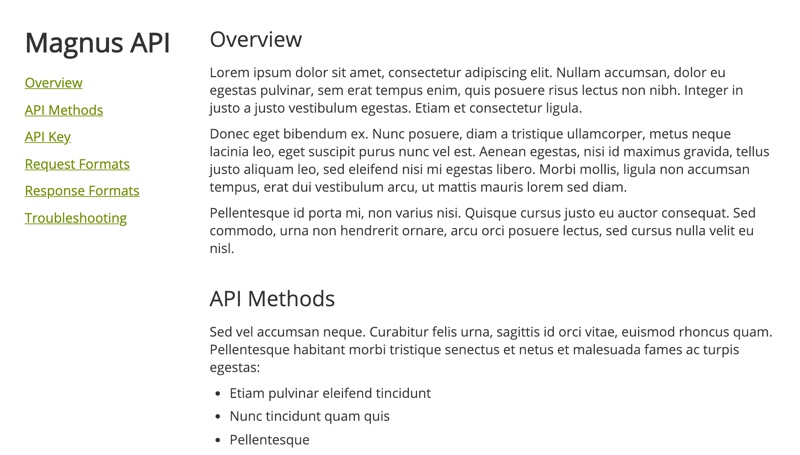 Magnus API
Overview
API Methods
API Key
Request Formats
Response Formats
Troubleshooting
Overview
Lorem ipsum dolor sit amet, consectetur adipiscing elit. Nullam accumsan, dolor eu
egestas pulvinar, sem erat tempus enim, quis posuere risus lectus non nibh. Integer in
justo a justo vestibulum egestas. Etiam et consectetur ligula.
Donec eget bibendum ex. Nunc posuere, diam a tristique ullamcorper, metus neque
lacinia leo, eget suscipit purus nunc vel est. Aenean egestas, nisi id maximus gravida, tellus
justo aliquam leo, sed eleifend nisi mi egestas libero. Morbi mollis, ligula non accumsan
tempus, erat dui vestibulum arcu, ut mattis mauris lorem sed diam.
Pellentesque id porta mi, non varius nisi. Quisque cursus justo eu auctor consequat. Sed
commodo, urna non hendrerit ornare, arcu orci posuere lectus, sed cursus nulla velit eu
nisl.
API Methods
Sed vel accumsan neque. Curabitur felis urna, sagittis id orci vitae, euismod rhoncus quam.
Pellentesque habitant morbi tristique senectus et netus et malesuada fames ac turpis
egestas:
• Etiam pulvinar eleifend tincidunt
• Nunc tincidunt quam quis
• Pellentesque